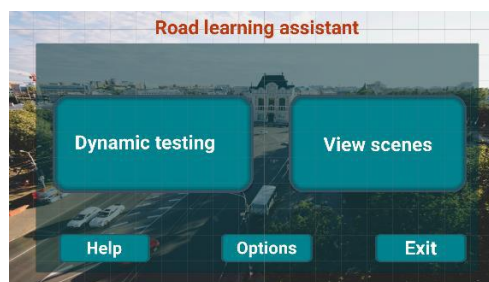 Road learning assistant
Dynamic testing
View scenes
Help
Options
Exit